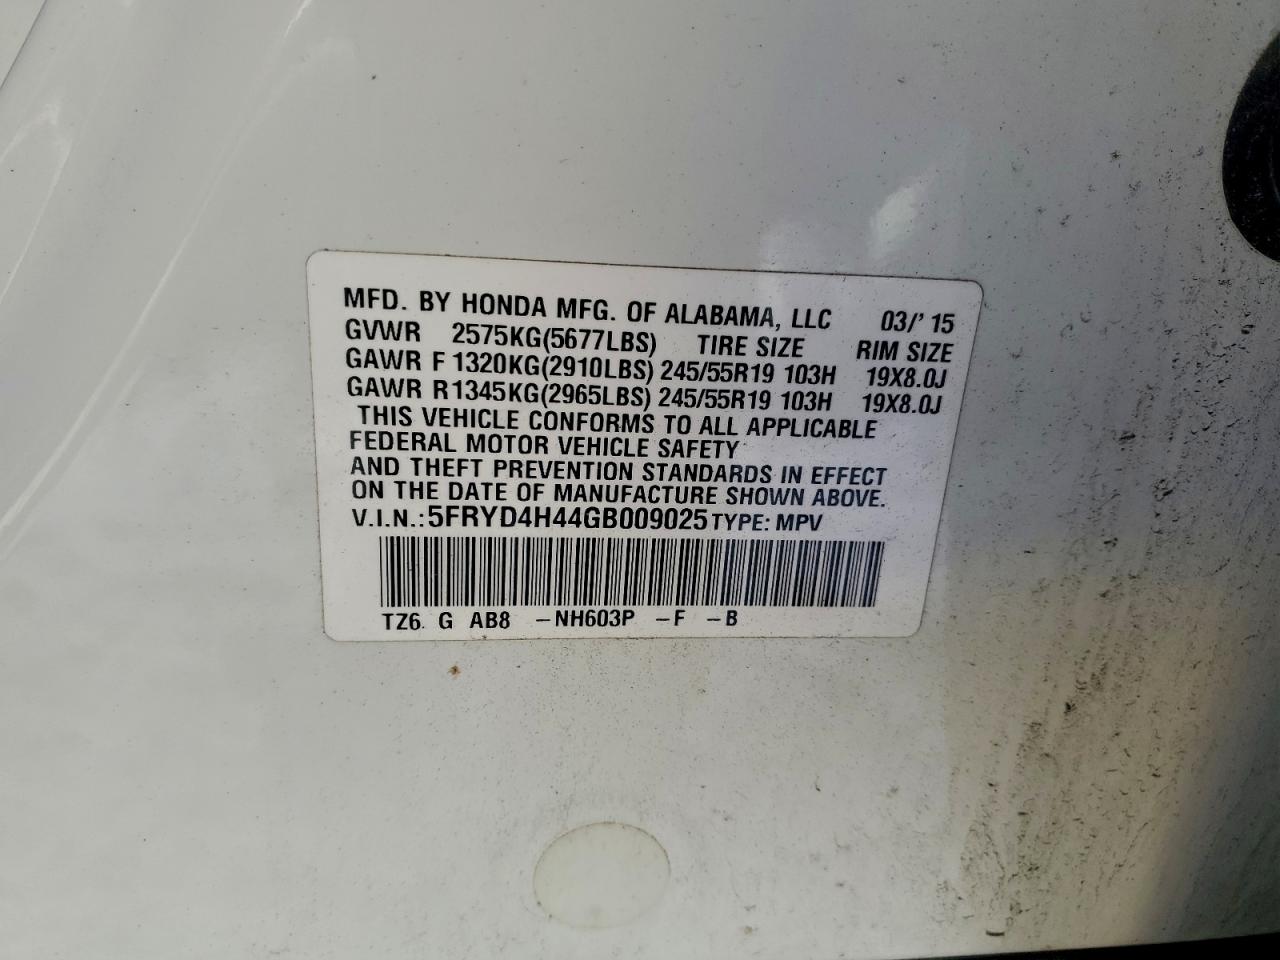 MFD. BY HONDA MFG. OF ALABAMA, LLC 03/' 15
GVWR 2575KG(5677LBS) TIRE SIZE RIM SIZE
GAWR F 1320KG(2910LBS) 245/55R19 103H 19X8.0J
GAWR R1345KG(2965LBS) 245/55R19 103H 19X8.0J
THIS VEHICLE CONFORMS TO ALL APPLICABLE
FEDERAL MOTOR VEHICLE SAFETY
AND THEFT PREVENTION STANDARDS IN EFFECT
ON THE DATE OF MANUFACTURE SHOWN ABOVE.
V.I.N.:5FRYD4H44GB009025 TYPE: MPV
TZ6 G AB8 -NH603P -F -B